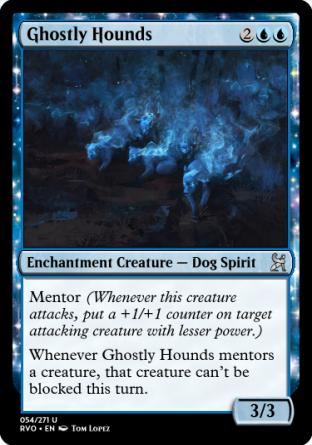 Ghostly Hounds 2
Enchantment Creature — Dog Spirit
Mentor (Whenever this creature
attacks, put a +1/+1 counter on target
attacking creature with lesser power.)
Whenever Ghostly Hounds mentors
a creature, that creature can't be
blocked this turn.
054/271 U
RVO • EN Tom Lopez
3/3